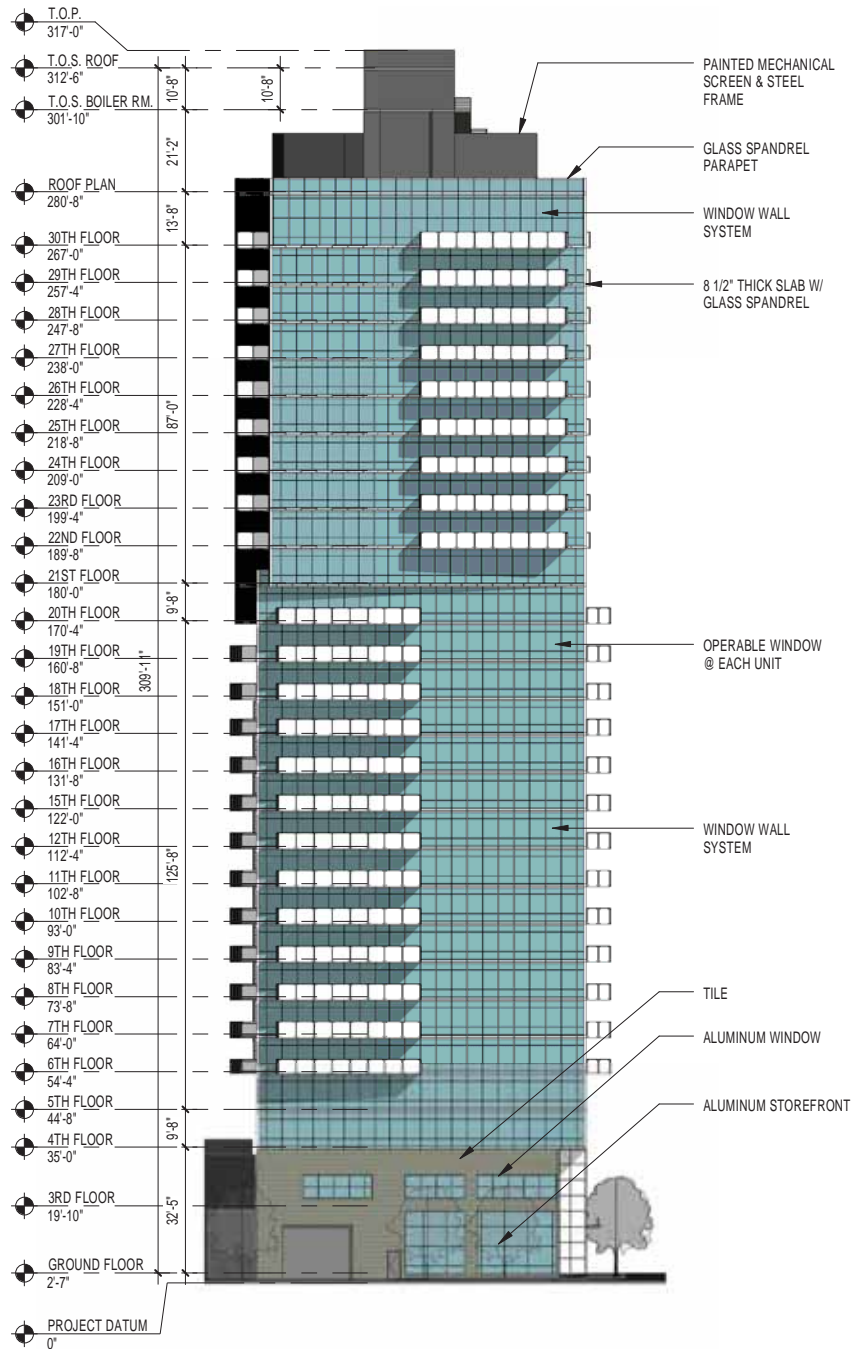 T.O.P.
317'-0"
T.O.S. ROOF
312'-6"
T.O.S. BOILER RM.
301'-10"
ROOF PLAN
280'-8"
30TH FLOOR
267'-0"
29TH FLOOR
257'-4"
28TH FLOOR
247'-8"
27TH FLOOR
238'-0"
26TH FLOOR
228'-4"
25TH FLOOR
218'-8"
24TH FLOOR
209'-0"
23RD FLOOR
199'-4"
22ND FLOOR
189'-8"
21ST FLOOR
180'-0"
20TH FLOOR
170'-4"
19TH FLOOR
160'-8"
18TH FLOOR
151'-0"
17TH FLOOR
141'-4"
16TH FLOOR
131'-8"
15TH FLOOR
122'-0"
12TH FLOOR
112'-4"
11TH FLOOR
102'-8"
10TH FLOOR
93'-0"
9TH FLOOR
83'-4"
8TH FLOOR
73'-8"
7TH FLOOR
64'-0"
6TH FLOOR
54'-4"
5TH FLOOR
44'-8"
4TH FLOOR
35'-0"
3RD FLOOR
19'-10"
GROUND FLOOR
2'-7"
PROJECT DATUM
0"
309'-11"
10'-8"
10'-8"
21'-2"
13'-8"
87'-0"
9'-8"
125'-8"
9'-8"
32'-5"
PAINTED MECHANICAL
SCREEN & STEEL
FRAME
GLASS SPANDREL
PARAPET
WINDOW WALL
SYSTEM
8 1/2" THICK SLAB W/
GLASS SPANDREL
OPERABLE WINDOW
@ EACH UNIT
WINDOW WALL
SYSTEM
TILE
ALUMINUM WINDOW
ALUMINUM STOREFRONT